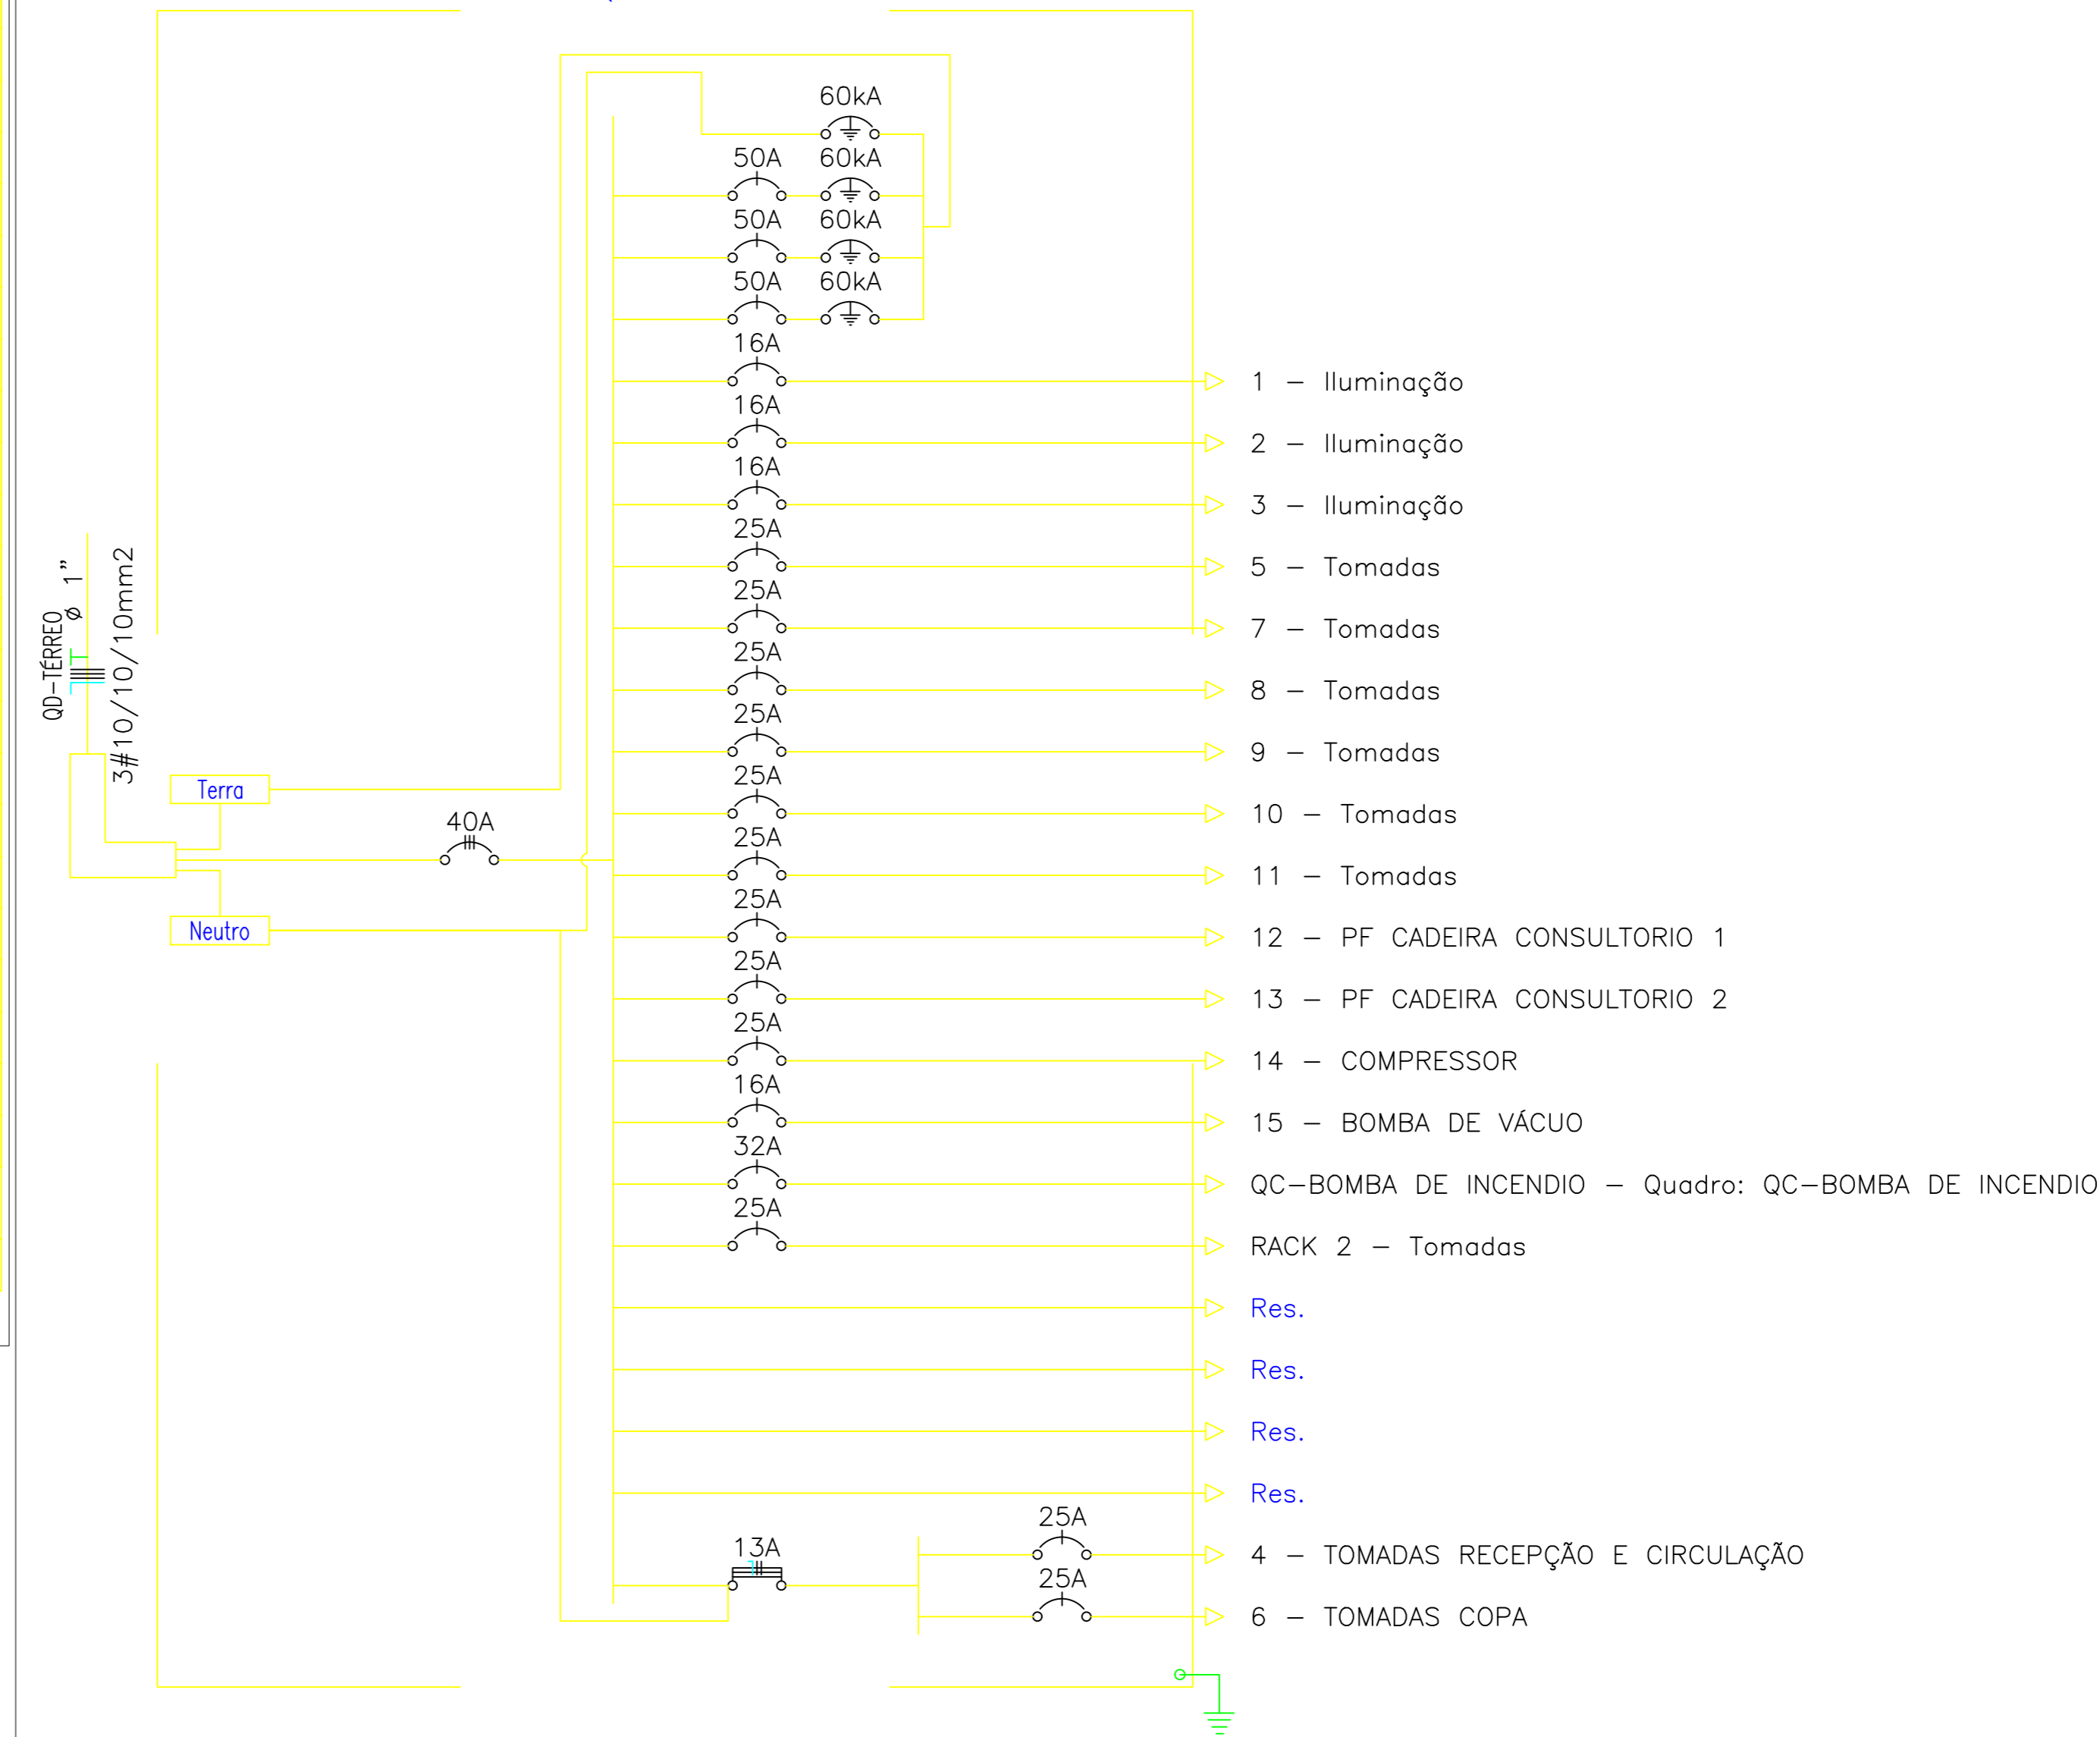 60kA
50A 60kA
50A 60kA
50A 60kA
16A
1 – Iluminação
16A
2 – Iluminação
16A
3 – Iluminação
25A
5 – Tomadas
25A
7 – Tomadas
25A
8 – Tomadas
25A
9 – Tomadas
25A
10 – Tomadas
25A
11 – Tomadas
25A
12 – PF CADEIRA CONSULTORIO 1
25A
13 – PF CADEIRA CONSULTORIO 2
25A
14 – COMPRESSOR
16A
15 – BOMBA DE VÁCUO
32A
QC–BOMBA DE INCENDIO – Quadro: QC–BOMBA DE INCENDIO
25A
RACK 2 – Tomadas
Res.
Res.
Res.
Res.
25A
4 – TOMADAS RECEPÇÃO E CIRCULAÇÃO
13A
25A
6 – TOMADAS COPA
QD–TÉRREO
ø 1"
3#10/10/10mm2
Terra
40A
Neutro